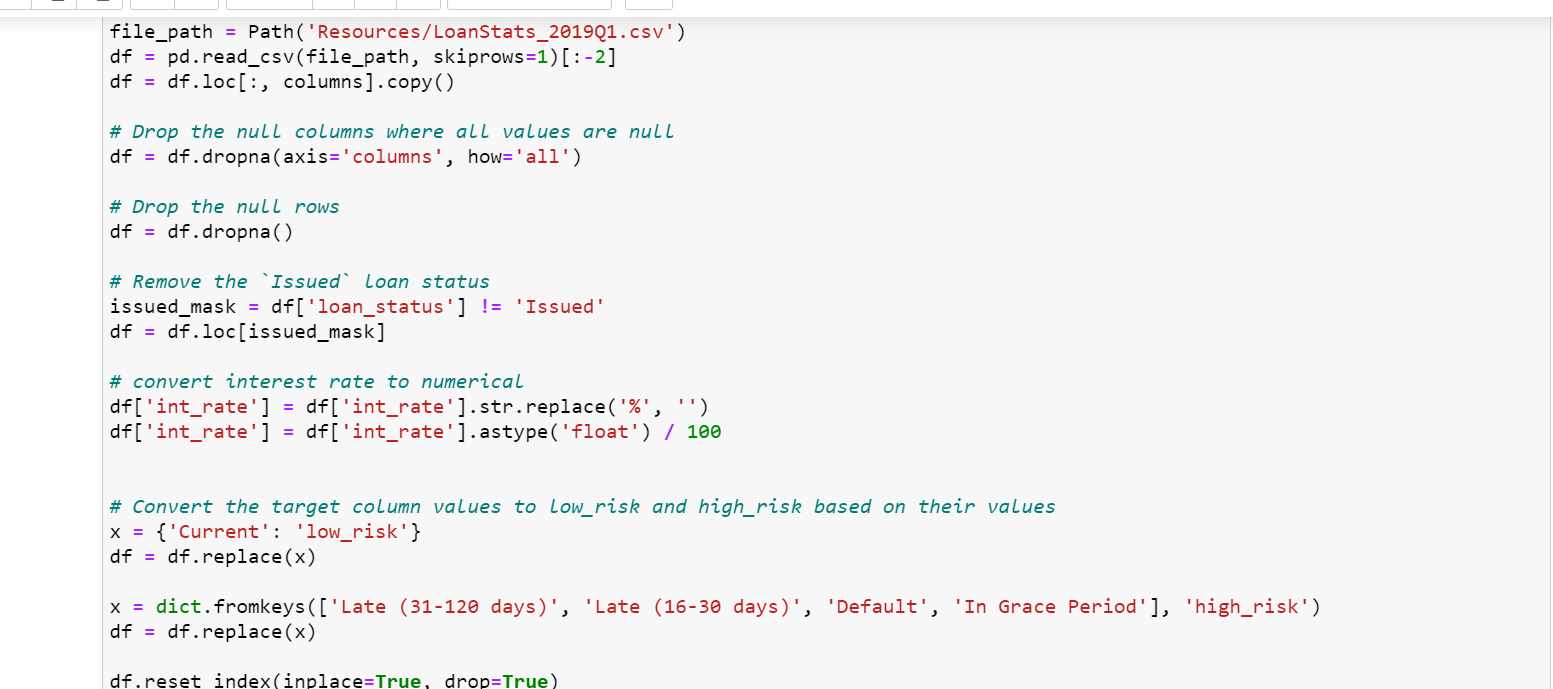 file_path = Path('Resources/LoanStats_2019Q1.csv')
df = pd.read_csv(file_path, skiprows=1)[:-2]
df = df.loc[:, columns].copy()
# Drop the null columns where all values are null
df = df.dropna(axis='columns', how='all')
# Drop the null rows
df = df.dropna()
# Remove the `Issued` loan status
issued_mask = df['loan_status'] != 'Issued'
df = df.loc[issued_mask]
# convert interest rate to numerical
df['int_rate'] = df['int_rate'].str.replace('%', '')
df['int_rate'] = df['int_rate'].astype('float') / 100
# Convert the target column values to low_risk and high_risk based on their values
x = {'Current': 'low_risk'}
df = df.replace(x)
x = dict.fromkeys(['Late (31-120 days)', 'Late (16-30 days)', 'Default', 'In Grace Period'], 'high_risk')
df = df.replace(x)
df.reset_index(inplace=True, drop=True)